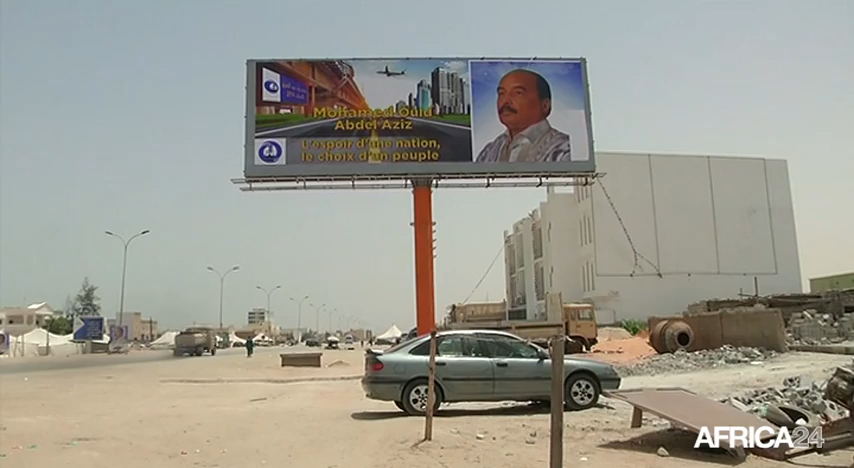 Mohamed Ould
Abdel Aziz
L'espoir d'une nation,
le choix d'un peuple
AFRICA24